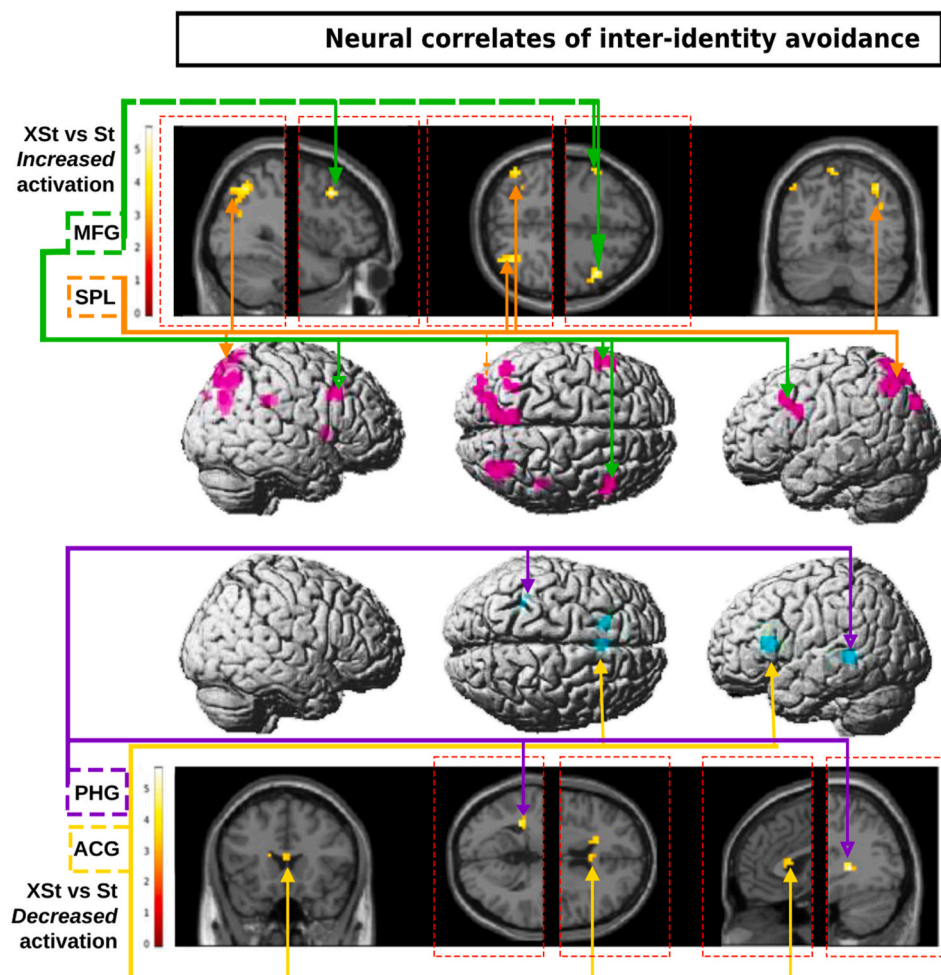 Neural correlates of inter-identity avoidance
XSt vs St
Increased
activation
5
4
3
2
1
0
MFG
SPL
PHG
ACG
5
4
3
2
1
0
XSt vs St
Decreased
activation